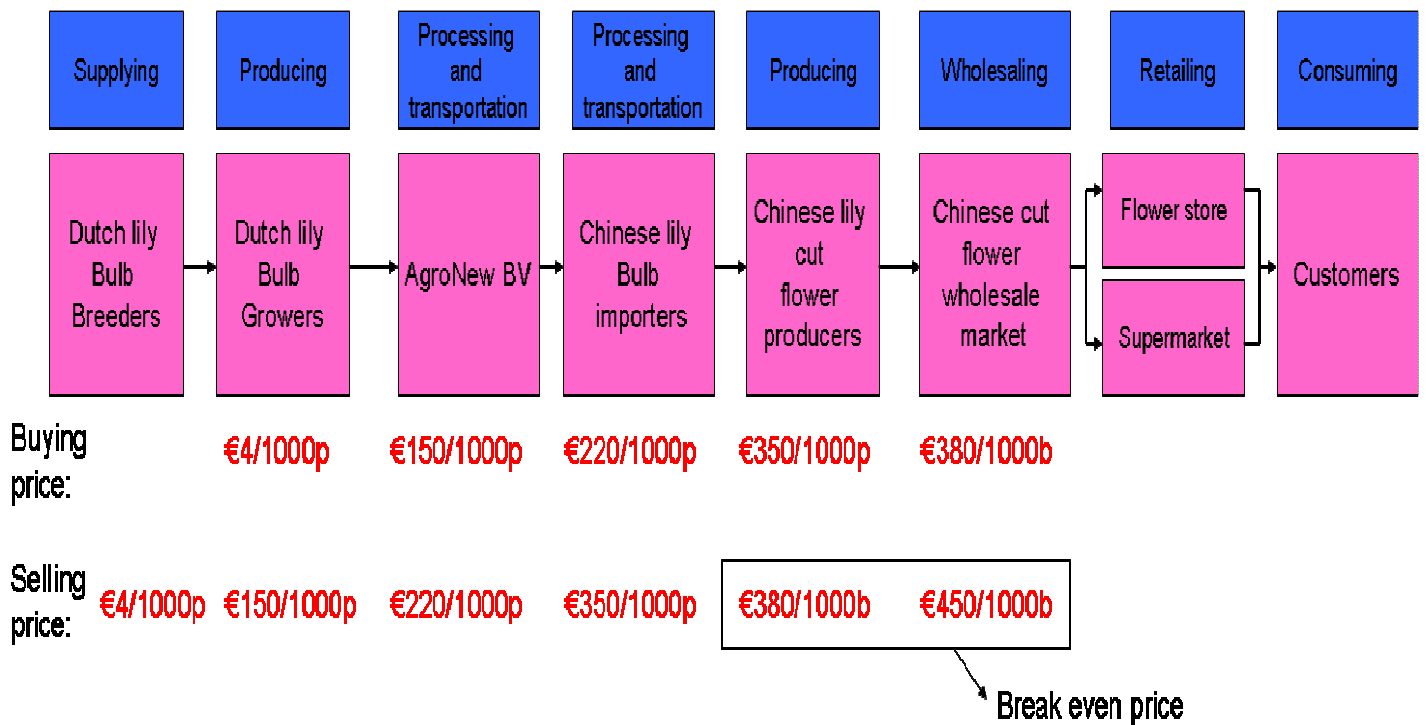 Supplying
Producing
Processing
and
transportation
Processing
and
transportation
Producing
Wholesaling
Retailing
Consuming
Dutch lily
Bulb
Breeders
Dutch lily
Bulb
Growers
AgroNew BV
Chinese lily
Bulb
importers
Chinese lily
cut
flower
producers
Chinese cut
flower
wholesale
market
Flower store
Supermarket
Customers
Buying
price:
€4/1000p
€150/1000p
€220/1000p
€350/1000p
€380/1000b
Selling
price:
€4/1000p
€150/1000p
€220/1000p
€350/1000p
€380/1000b
€450/1000b
Break even price